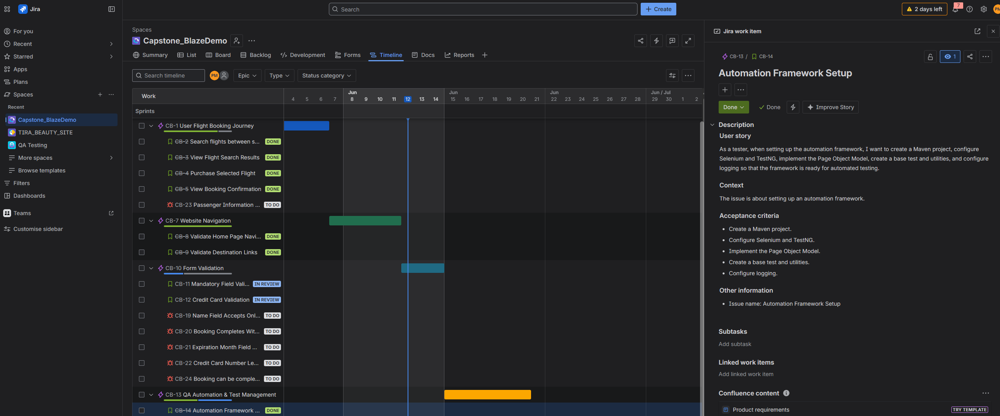 Jira
Search
Create
2 days left
7
PM
For you
Recent
Starred
Apps
Plans
Spaces
Recent
Capstone_BlazeDemo
TIRA_BEAUTY_SITE
QA Testing
More spaces
Browse templates
Filters
Dashboards
Teams
Customise sidebar
Spaces
Capstone_BlazeDemo
Summary
List
Board
Backlog
Development
Forms
Timeline
Docs
Reports
Search timeline
PM
Epic
Type
Status category
Work
Jun
Jun
Jun
Jun / Jul
4 5 6 7 8 9 10 11 12 13 14 15 16 17 18 19 20 21 22 23 24 25 26 27 28 29 30 1 2
Sprints
CB-1 User Flight Booking Journey
CB-2 Search flights between s... DONE
CB-3 View Flight Search Results DONE
CB-4 Purchase Selected Flight DONE
CB-5 View Booking Confirmation DONE
CB-23 Passenger Information ... TO DO
CB-7 Website Navigation
CB-8 Validate Home Page Navi... DONE
CB-9 Validate Destination Links DONE
CB-10 Form Validation
CB-11 Mandatory Field Vali... IN REVIEW
CB-12 Credit Card Validation IN REVIEW
CB-19 Name Field Accepts Onl... TO DO
CB-20 Booking Completes Wit... TO DO
CB-21 Expiration Month Field ... TO DO
CB-22 Credit Card Number Le... TO DO
CB-24 Booking can be comple... TO DO
CB-13 QA Automation & Test Management
CB-14 Automation Framework ... DONE
Jira work item
CB-13 / CB-14
1
Automation Framework Setup
Done
Done
Improve Story
Description
User story
As a tester, when setting up the automation framework, I want to create a Maven project, configure
Selenium and TestNG, implement the Page Object Model, create a base test and utilities, and configure
logging so that the framework is ready for automated testing.
Context
The issue is about setting up an automation framework.
Acceptance criteria
• Create a Maven project.
• Configure Selenium and TestNG.
• Implement the Page Object Model.
• Create a base test and utilities.
• Configure logging.
Other information
• Issue name: Automation Framework Setup
Subtasks
Add subtask
Linked work items
Add linked work item
Confluence content
Product requirements
TRY TEMPLATE